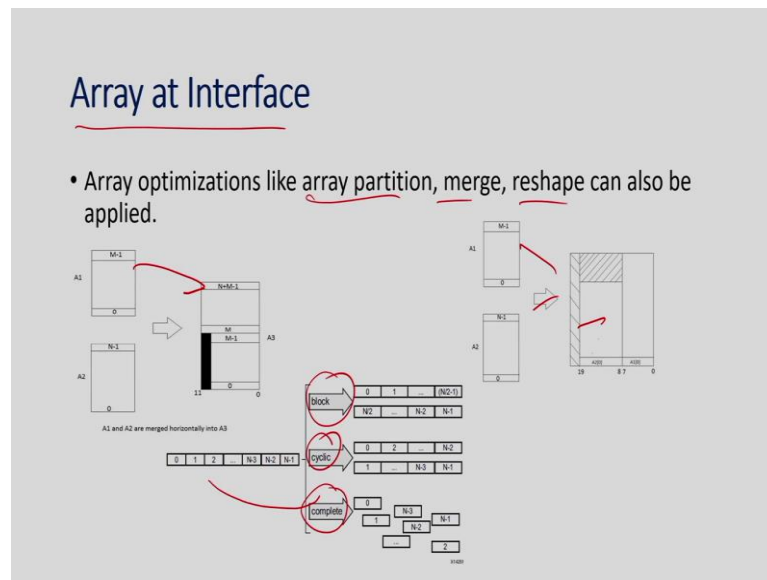 Array at Interface
• Array optimizations like array partition, merge, reshape can also be
applied.
M-1
A1
0
N-1
A2
0
N+M-1
M
M-1
A3
0
11
0
A1 and A2 are merged horizontally into A3
M-1
A1
0
N-1
A2
0
19
8 7
0
0 1 2 ... N-3 N-2 N-1
block
0 1 ... (N/2-1)
N/2 ... N-2 N-1
cyclic
0 2 ... N-2
1 ... N-3 N-1
complete
0
N-3
1
N-1
N-2
...
2